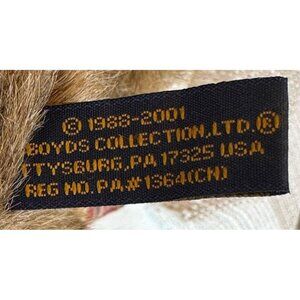 © 1988-2001
BOYDS COLLECTION,LTD.®
TTYSBURG,PA 17325 USA
REG NO.PA.#1364(CN)